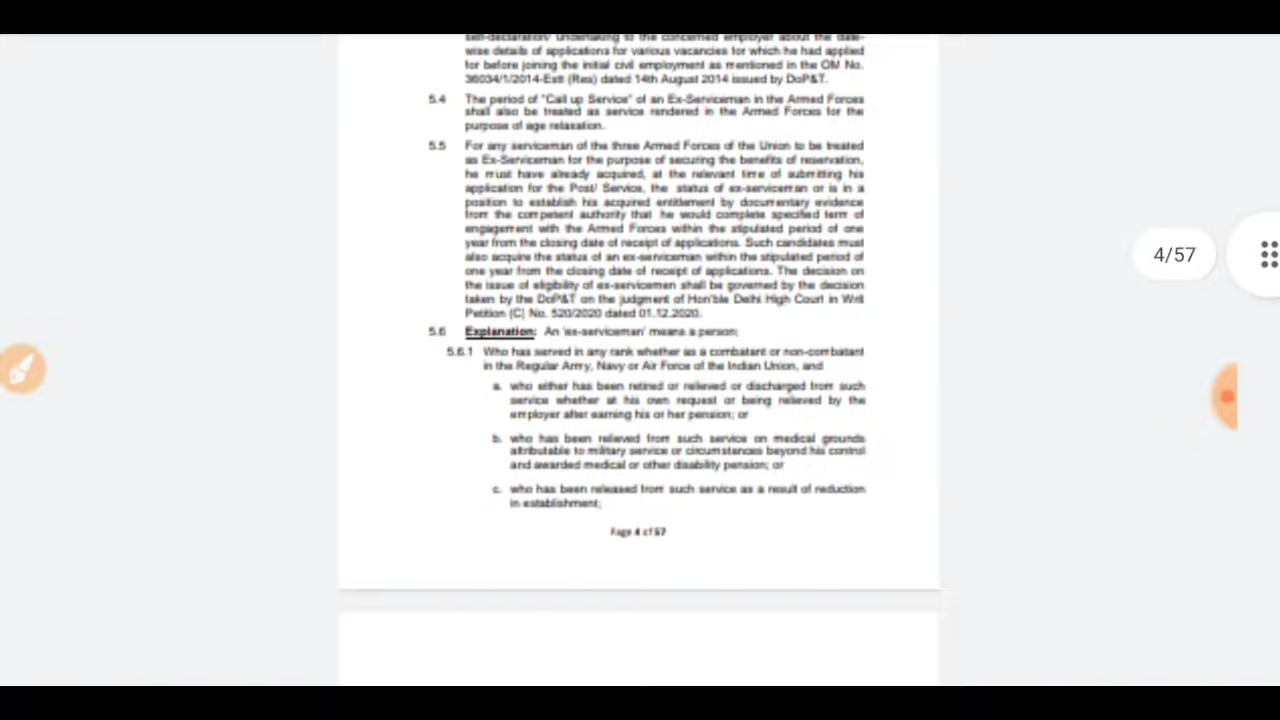 self-declaration/ undertaking to the concerned employer about the date-
wise details of applications for various vacancies for which he had applied
for before joining the initial civil employment as mentioned in the OM No.
36034/1/2014-Estt (Res) dated 14th August 2014 issued by DoP&T.
5.4 The period of "Call up Service" of an Ex-Serviceman in the Armed Forces
shall also be treated as service rendered in the Armed Forces for the
purpose of age relaxation.
5.5 For any serviceman of the three Armed Forces of the Union to be treated
as Ex-Serviceman for the purpose of securing the benefits of reservation,
he must have already acquired, at the relevant time of submitting his
application for the Post/ Service, the status of ex-serviceman or is in a
position to establish his acquired entitlement by documentary evidence
from the competent authority that he would complete specified term of
engagement with the Armed Forces within the stipulated period of one
year from the closing date of receipt of applications. Such candidates must
also acquire the status of an ex-serviceman within the stipulated period of
one year from the closing date of receipt of applications. The decision on
the issue of eligibility of ex-servicemen shall be governed by the decision
taken by the DoP&T on the judgment of Hon'ble Delhi High Court in Writ
Petition (C) No. 520/2020 dated 01.12.2020.
4/57
5.6 Explanation: An 'ex-serviceman' means a person;
5.6.1 Who has served in any rank whether as a combatant or non-combatant
in the Regular Army, Navy or Air Force of the Indian Union, and
a. who either has been retired or relieved or discharged from such
service whether at his own request or being relieved by the
employer after earning his or her pension; or
b. who has been relieved from such service on medical grounds
attributable to military service or circumstances beyond his control
and awarded medical or other disability pension; or
c. who has been released from such service as a result of reduction
in establishment;
Page 4 of 57